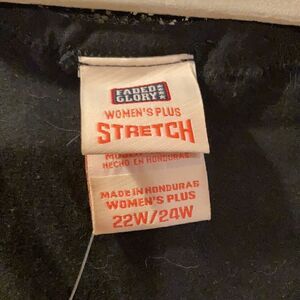 FADED
GLORY
WOMEN'S PLUS
STRETCH
HECHO EN HONDURAS
MADE IN HONDURAS
WOMEN'S PLUS
22W/24W